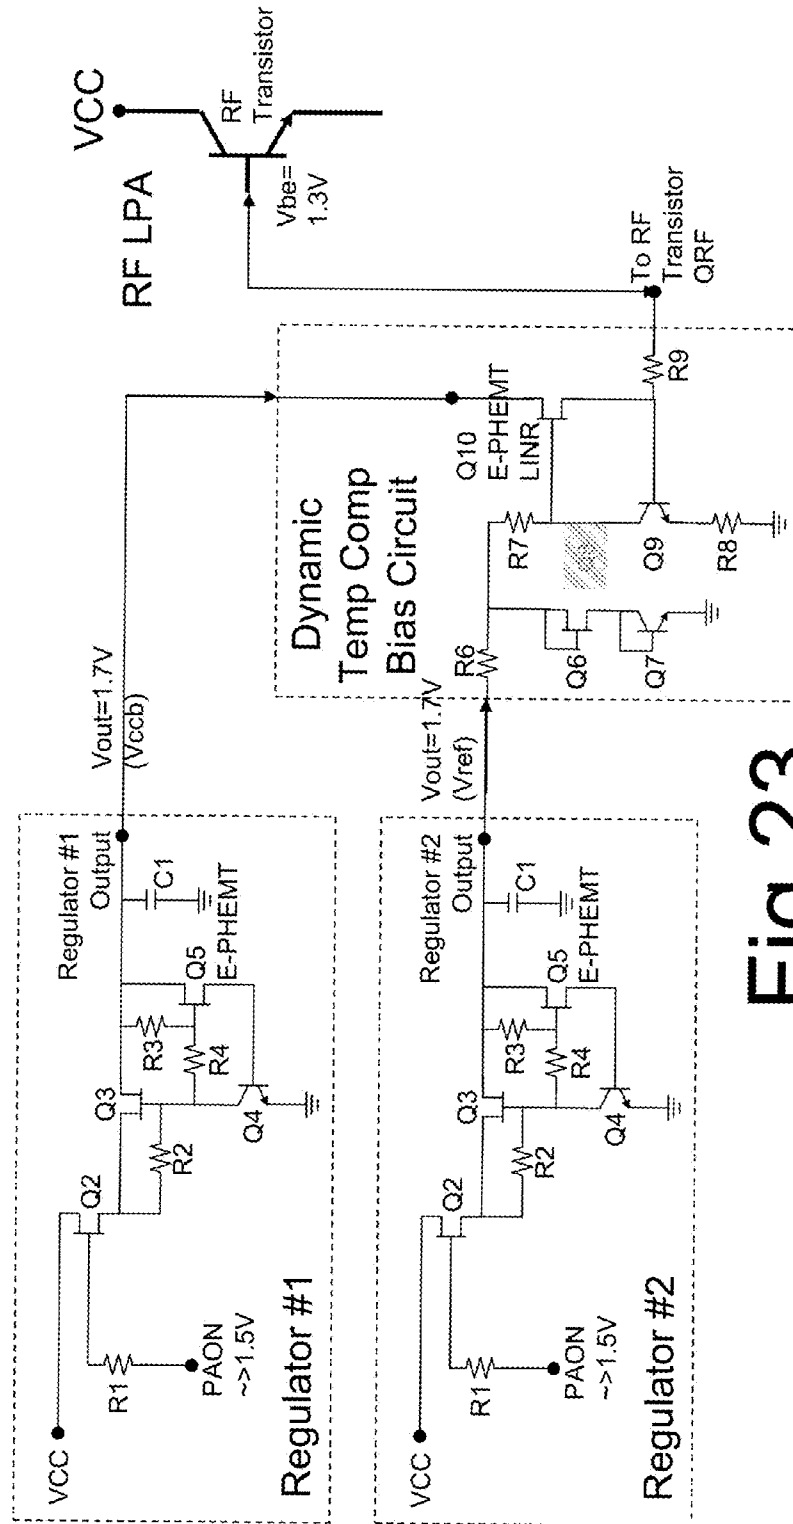 VCC
R1
PAON
~>1.5V
Q2
R2
Q3
R3
R4
Q4
Q5
E-PHEMT
C1
Regulator #1
Output
Regulator #1
Vout=1.7V
(Vccb)
VCC
R1
PAON
~>1.5V
Q2
R2
Q3
R3
R4
Q4
Q5
E-PHEMT
C1
Regulator #2
Output
Regulator #2
Vout=1.7V
(Vref)
Dynamic
Temp Comp
Bias Circuit
R6
Q6
Q7
R7
Q9
R8
Q10
E-PHEMT
LINR
R9
To RF
Transistor
QRF
RF LPA
VCC
RF
Transistor
Vbe=
1.3V
Fig 23